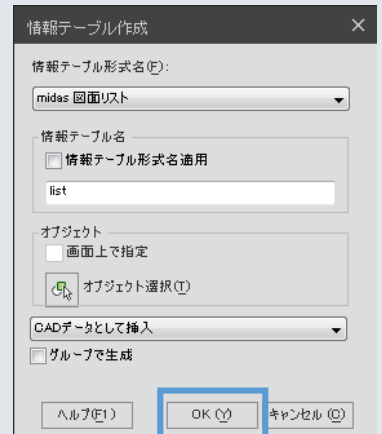 情報テーブル作成
情報テーブル形式名(F):
midas 図面リスト
情報テーブル名
情報テーブル形式名適用
list
オブジェクト
画面上で指定
オブジェクト選択(T)
CADデータとして挿入
グループで生成
ヘルプ(F1)
OK (Y)
キャンセル (C)